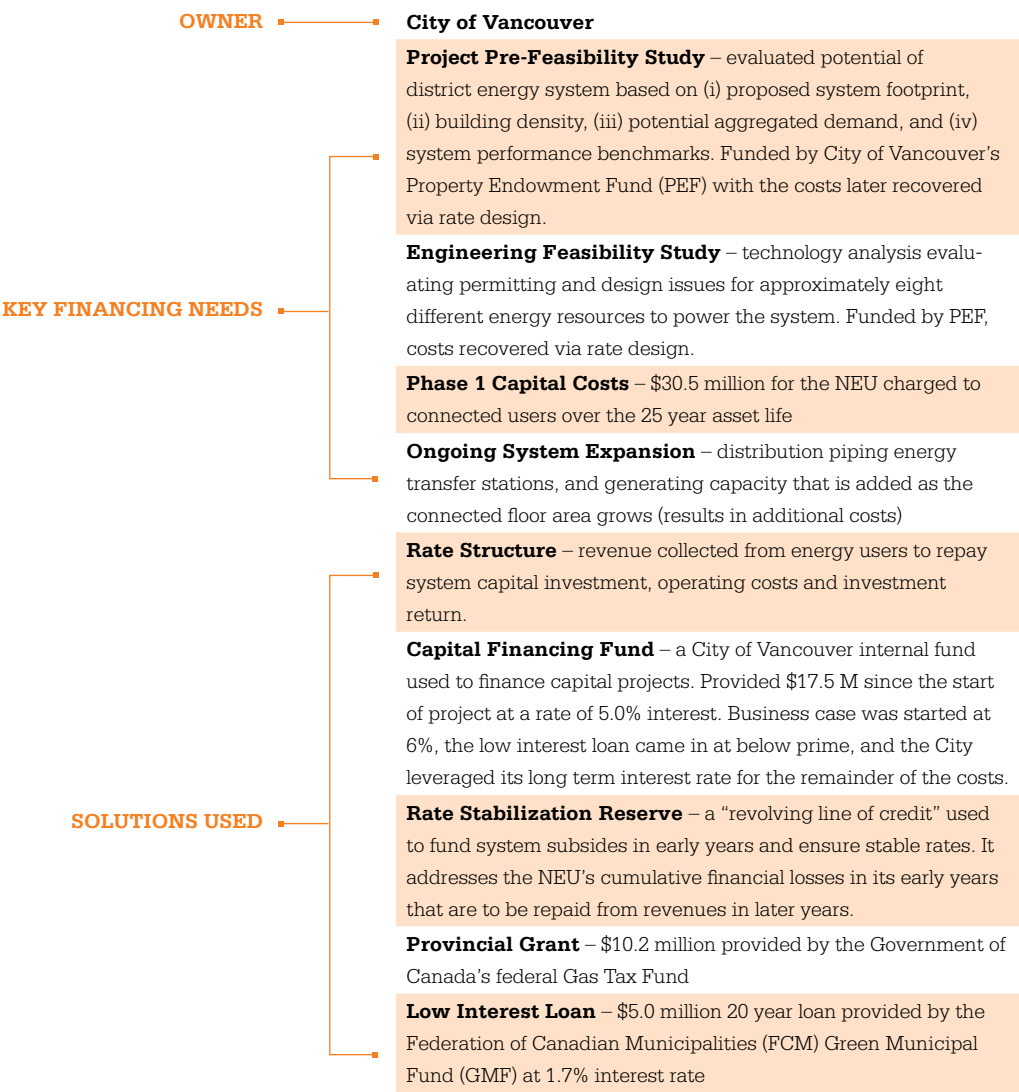 OWNER
City of Vancouver
Project Pre-Feasibility Study – evaluated potential of
district energy system based on (i) proposed system footprint,
(ii) building density, (iii) potential aggregated demand, and (iv)
system performance benchmarks. Funded by City of Vancouver's
Property Endowment Fund (PEF) with the costs later recovered
via rate design.
Engineering Feasibility Study – technology analysis evalu-
ating permitting and design issues for approximately eight
KEY FINANCING NEEDS
different energy resources to power the system. Funded by PEF,
costs recovered via rate design.
Phase 1 Capital Costs – $30.5 million for the NEU charged to
connected users over the 25 year asset life
Ongoing System Expansion – distribution piping energy
transfer stations, and generating capacity that is added as the
connected floor area grows (results in additional costs)
Rate Structure – revenue collected from energy users to repay
system capital investment, operating costs and investment
return.
Capital Financing Fund – a City of Vancouver internal fund
used to finance capital projects. Provided $17.5 M since the start
of project at a rate of 5.0% interest. Business case was started at
6%, the low interest loan came in at below prime, and the City
leveraged its long term interest rate for the remainder of the costs.
SOLUTIONS USED
Rate Stabilization Reserve – a “revolving line of credit” used
to fund system subsides in early years and ensure stable rates. It
addresses the NEU's cumulative financial losses in its early years
that are to be repaid from revenues in later years.
Provincial Grant – $10.2 million provided by the Government of
Canada's federal Gas Tax Fund
Low Interest Loan – $5.0 million 20 year loan provided by the
Federation of Canadian Municipalities (FCM) Green Municipal
Fund (GMF) at 1.7% interest rate